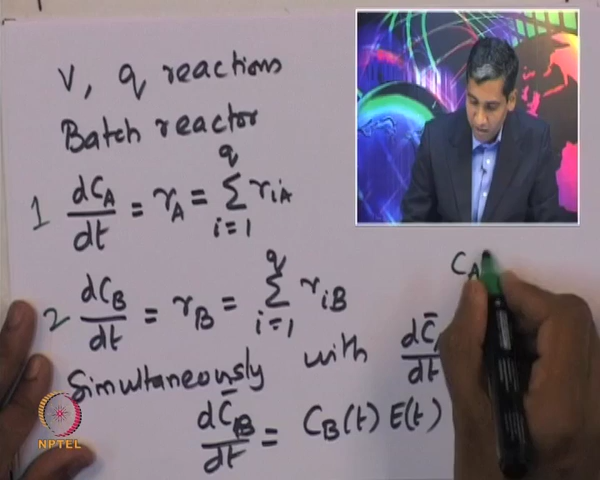 V, q reactions
Batch reactor
1 dC_A/dt = r_A = Σ_{i=1}^{q} r_{iA}
2 dC_B/dt = r_B = Σ_{i=1}^{q} r_{iB}
Simultaneously with dC̄/dt C_A
dC̄_B/dt = C_B(t) E(t)
NPTEL